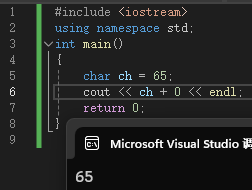 1 #include <iostream>
2 using namespace std;
3 int main()
4 {
5 char ch = 65;
6 cout << ch + 0 << endl;
7 return 0;
8 }
9
Microsoft Visual Studio 调
65